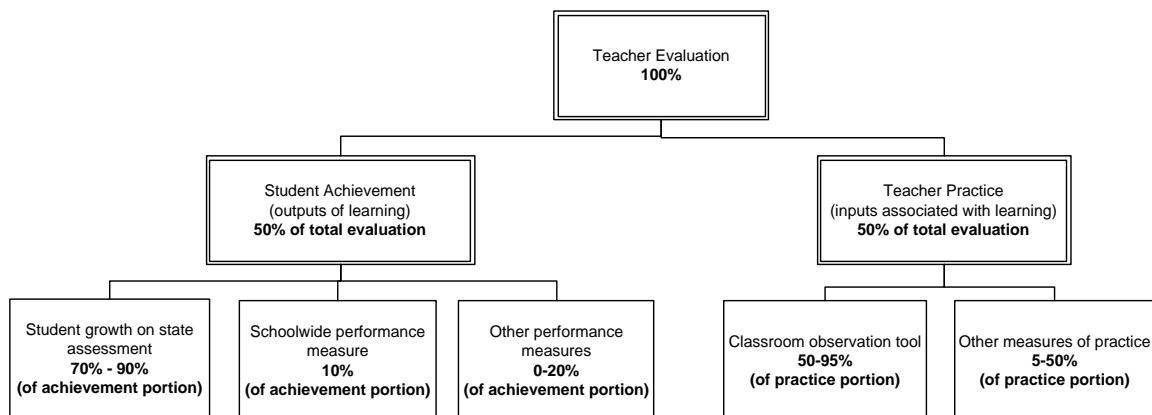 Teacher Evaluation
100%
Student Achievement
(outputs of learning)
50% of total evaluation
Teacher Practice
(inputs associated with learning)
50% of total evaluation
Student growth on state
assessment
70% - 90%
(of achievement portion)
Schoolwide performance
measure
10%
(of achievement portion)
Other performance
measures
0-20%
(of achievement portion)
Classroom observation tool
50-95%
(of practice portion)
Other measures of practice
5-50%
(of practice portion)